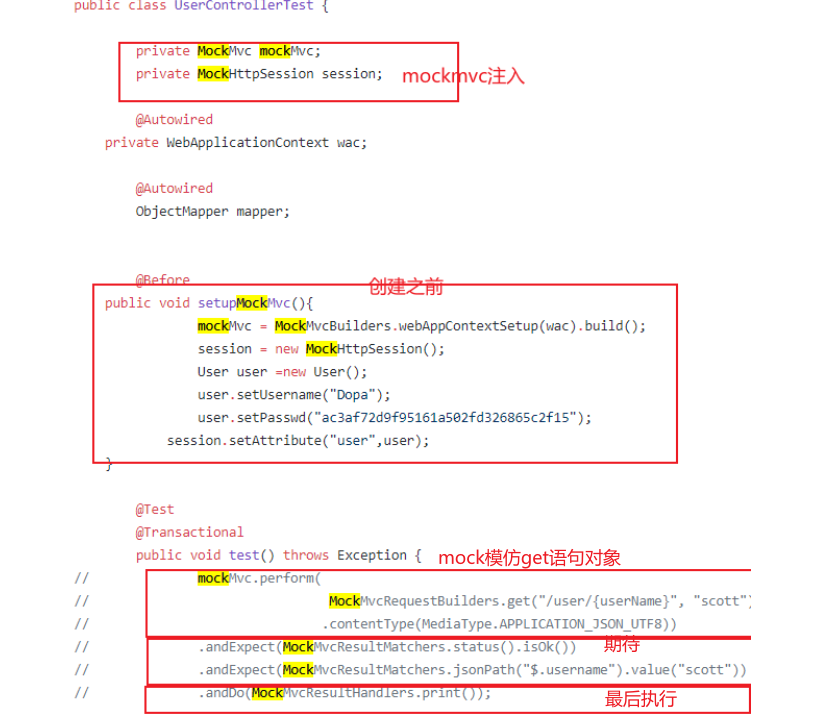 public class UserControllerTest {
private MockMvc mockMvc;
private MockHttpSession session;
mockmvc注入
@Autowired
private WebApplicationContext wac;
@Autowired
ObjectMapper mapper;
@Before
创建之前
public void setupMockMvc(){
mockMvc = MockMvcBuilders.webAppContextSetup(wac).build();
session = new MockHttpSession();
User user =new User();
user.setUsername("Dopa");
user.setPasswd("ac3af72d9f95161a502fd326865c2f15");
session.setAttribute("user",user);
}
@Test
@Transactional
public void test() throws Exception {
mock模仿get语句对象
// mockMvc.perform(
// MockMvcRequestBuilders.get("/user/{userName}", "scott")
// .contentType(MediaType.APPLICATION_JSON_UTF8))
// .andExpect(MockMvcResultMatchers.status().isOk())
期待
// .andExpect(MockMvcResultMatchers.jsonPath("$.username").value("scott"))
// .andDo(MockMvcResultHandlers.print());
最后执行